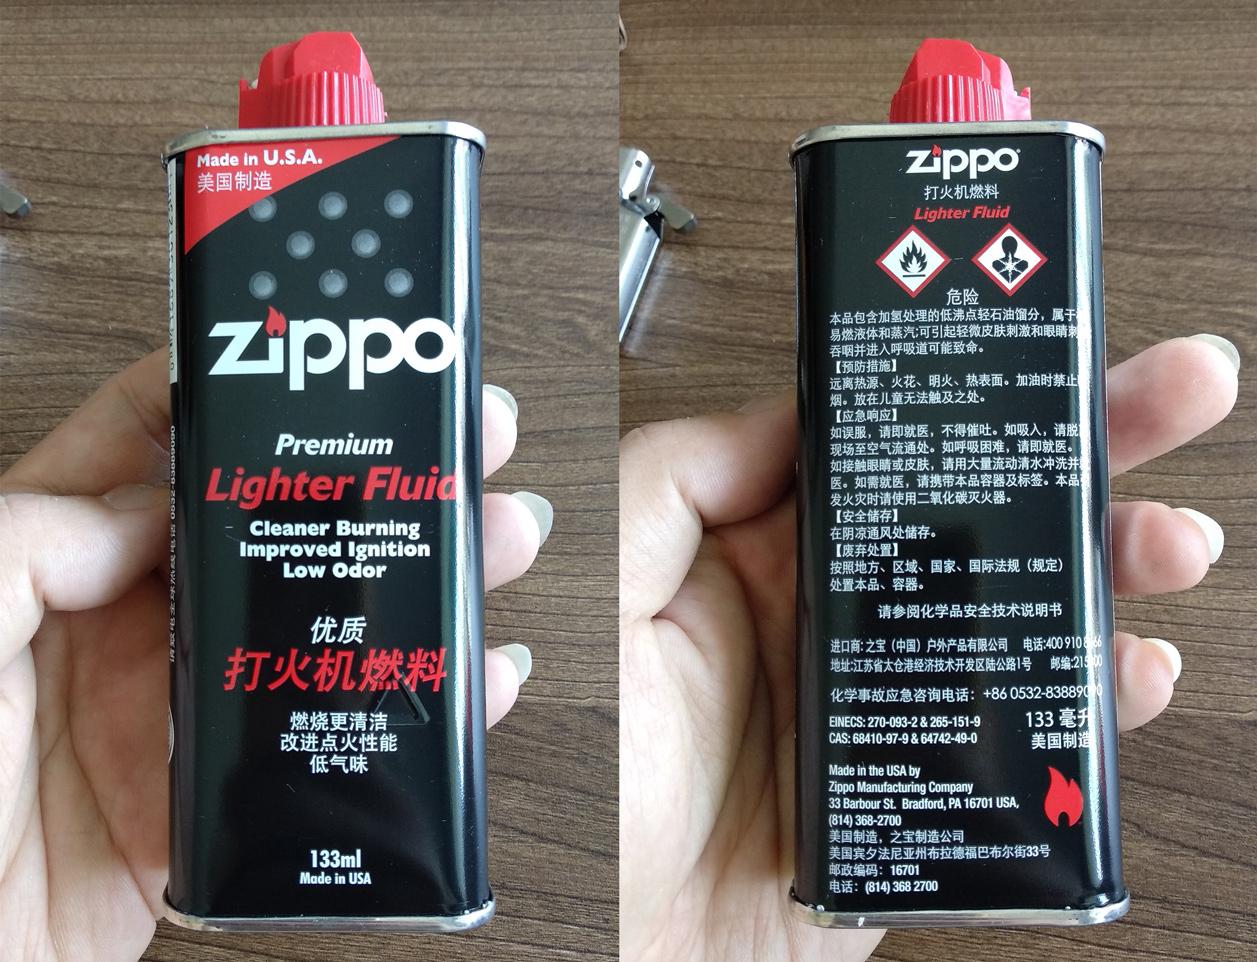 Made in U.S.A.
美国制造
zippo
Premium
Lighter Fluid
Cleaner Burning
Improved Ignition
Low Odor
优质
打火机燃料
燃烧更清洁
改进点火性能
低气味
133ml
Made in USA
zippo
打火机燃料
Lighter Fluid
危险
本品包含加氢处理的低沸点轻石油馏分，属于
易燃液体和蒸汽;可引起轻微皮肤刺激和眼睛刺
吞咽并进入呼吸道可能致命。
【预防措施】
远离热源、火花、明火、热表面。加油时禁止
烟。放在儿童无法触及之处。
【应急响应】
如误服，请即就医，不得催吐。如吸入，请脱
现场至空气流通处。如呼吸困难，请即就医。
如接触眼睛或皮肤，请用大量流动清水冲洗并
医。如需就医，请携带本品容器及标签。本品
发火灾时请使用二氧化碳灭火器。
【安全储存】
在阴凉通风处储存。
【废弃处置】
按照地方、区域、国家、国际法规（规定）
处置本品、容器。
请参阅化学品安全技术说明书
进口商:之宝（中国）户外产品有限公司 电话:400 910
地址:江苏省太仓港经济技术开发区陆公路1号 邮编:215
化学事故应急咨询电话：+86 0532-83889090
EINECS: 270-093-2 & 265-151-9
133 毫升
CAS: 68410-97-9 & 64742-49-0
美国制造
Made in the USA by
Zippo Manufacturing Company
33 Barbour St. Bradford, PA 16701 USA,
(814) 368-2700
美国制造，之宝制造公司
美国宾夕法尼亚州布拉德福巴布尔街33号
邮政编码：16701
电话：(814) 368 2700